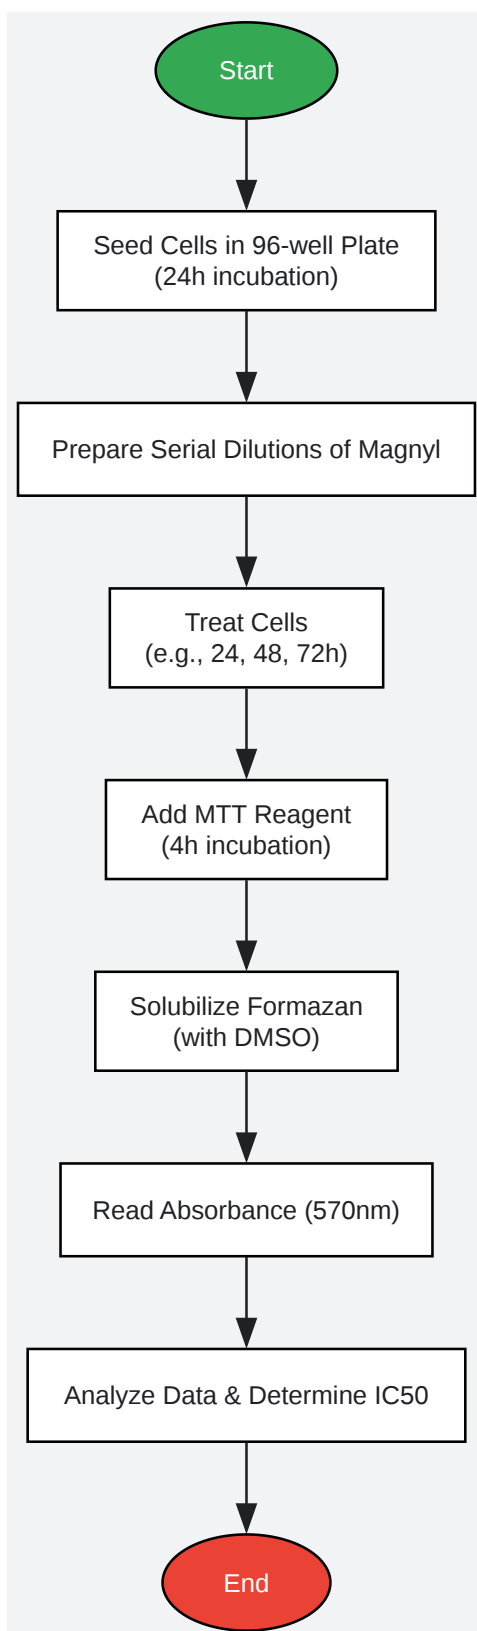 Start
Seed Cells in 96-well Plate
(24h incubation)
Prepare Serial Dilutions of Magnyl
Treat Cells
(e.g., 24, 48, 72h)
Add MTT Reagent
(4h incubation)
Solubilize Formazan
(with DMSO)
Read Absorbance (570nm)
Analyze Data & Determine IC50
End